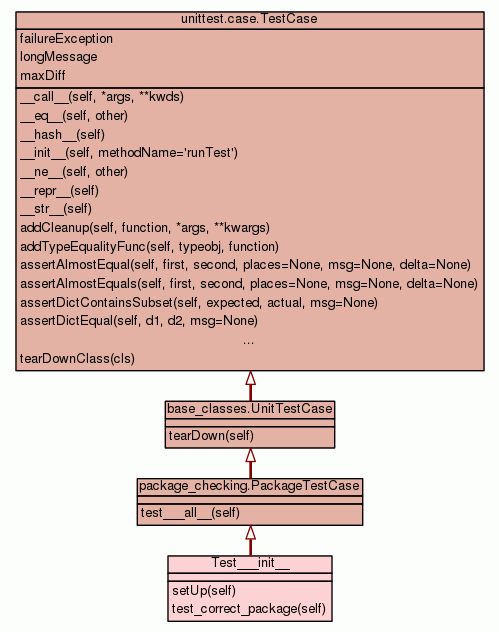 unittest.case.TestCase
failureException
longMessage
maxDiff
__call__(self, *args, **kwds)
__eq__(self, other)
__hash__(self)
__init__(self, methodName='runTest')
__ne__(self, other)
__repr__(self)
__str__(self)
addCleanup(self, function, *args, **kwargs)
addTypeEqualityFunc(self, typeobj, function)
assertAlmostEqual(self, first, second, places=None, msg=None, delta=None)
assertAlmostEquals(self, first, second, places=None, msg=None, delta=None)
assertDictContainsSubset(self, expected, actual, msg=None)
assertDictEqual(self, d1, d2, msg=None)
...
tearDownClass(cls)
base_classes.UnitTestCase
tearDown(self)
package_checking.PackageTestCase
test___all__(self)
Test___init__
setUp(self)
test_correct_package(self)